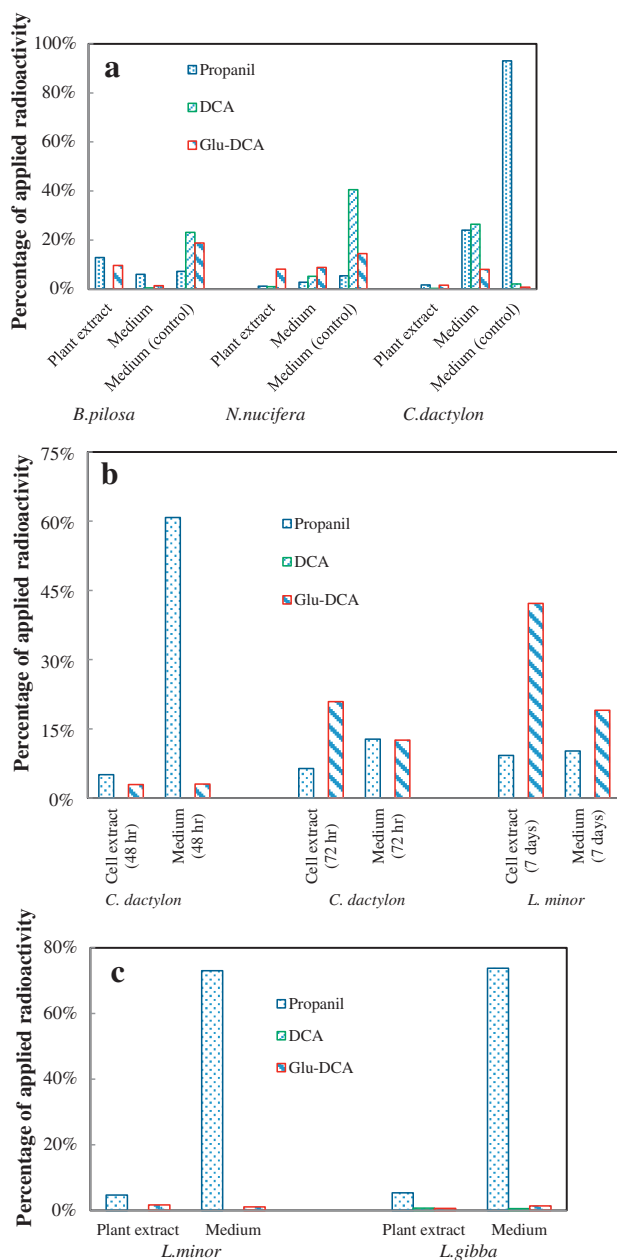 a
Percentage of applied radioactivity
100%
80%
60%
40%
20%
0%
Propanil
DCA
Glu-DCA
Plant extract
Medium
Medium (control)
Plant extract
Medium
Medium (control)
Plant extract
Medium
Medium (control)
B.pilosa
N.nucifera
C.dactylon
b
Percentage of applied radioactivity
75%
60%
45%
30%
15%
0%
Propanil
DCA
Glu-DCA
Cell extract
(48 hr)
Medium
(48 hr)
Cell extract
(72 hr)
Medium
(72 hr)
Cell extract
(7 days)
Medium
(7 days)
C. dactylon
C. dactylon
L. minor
c
Percentage of applied radioactivity
80%
60%
40%
20%
0%
Propanil
DCA
Glu-DCA
Plant extract
Medium
Plant extract
Medium
L.minor
L.gibba